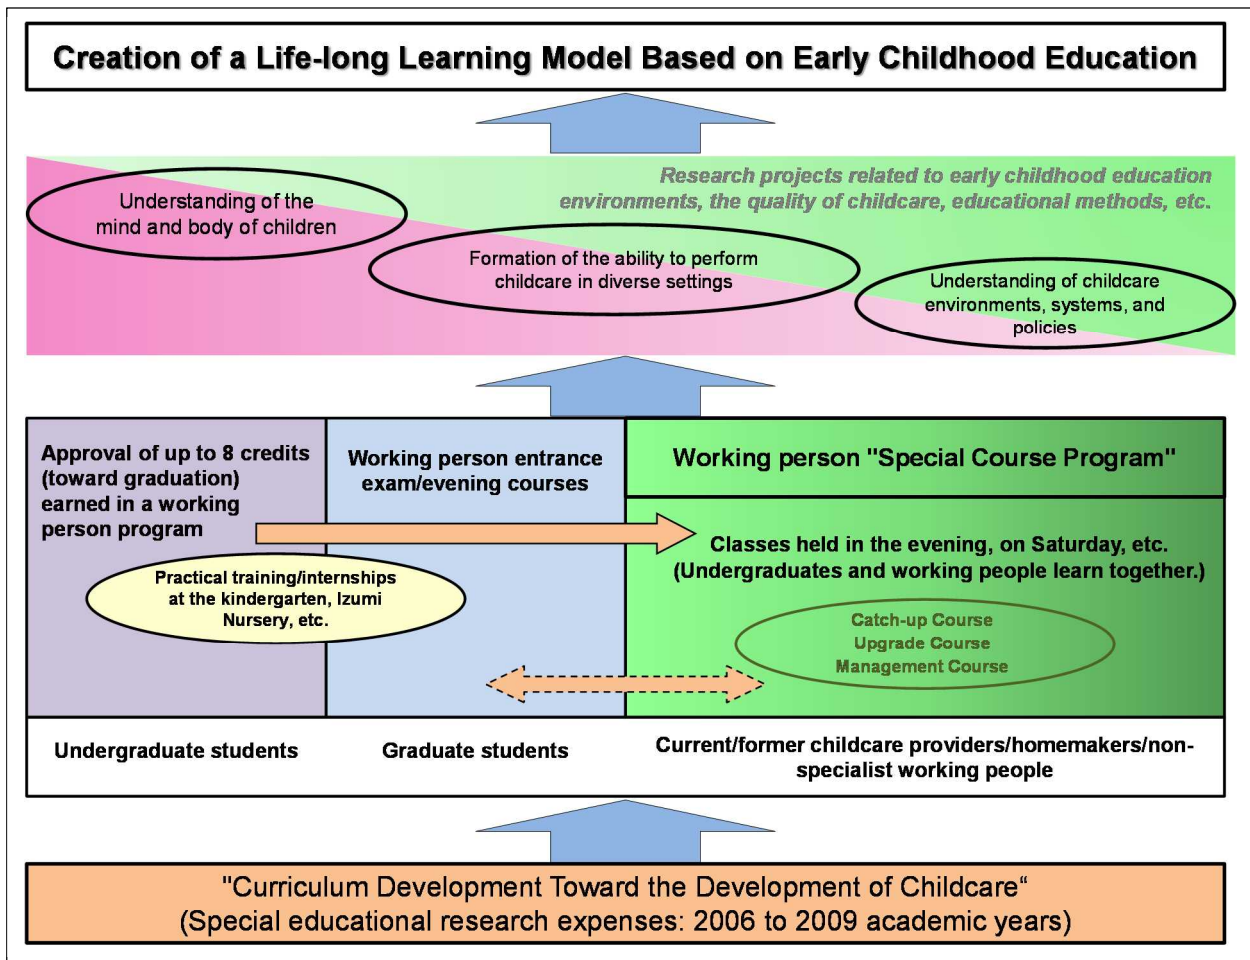 Creation of a Life-long Learning Model Based on Early Childhood Education
Research projects related to early childhood education
environments, the quality of childcare, educational methods, etc.
Understanding of the
mind and body of children
Formation of the ability to perform
childcare in diverse settings
Understanding of childcare
environments, systems, and
policies
Approval of up to 8 credits
(toward graduation)
earned in a working
person program
Working person entrance
exam/evening courses
Working person "Special Course Program"
Classes held in the evening, on Saturday, etc.
(Undergraduates and working people learn together.)
Practical training/internships
at the kindergarten, Izumi
Nursery, etc.
Catch-up Course
Upgrade Course
Management Course
Undergraduate students
Graduate students
Current/former childcare providers/homemakers/non-
specialist working people
"Curriculum Development Toward the Development of Childcare“
(Special educational research expenses: 2006 to 2009 academic years)